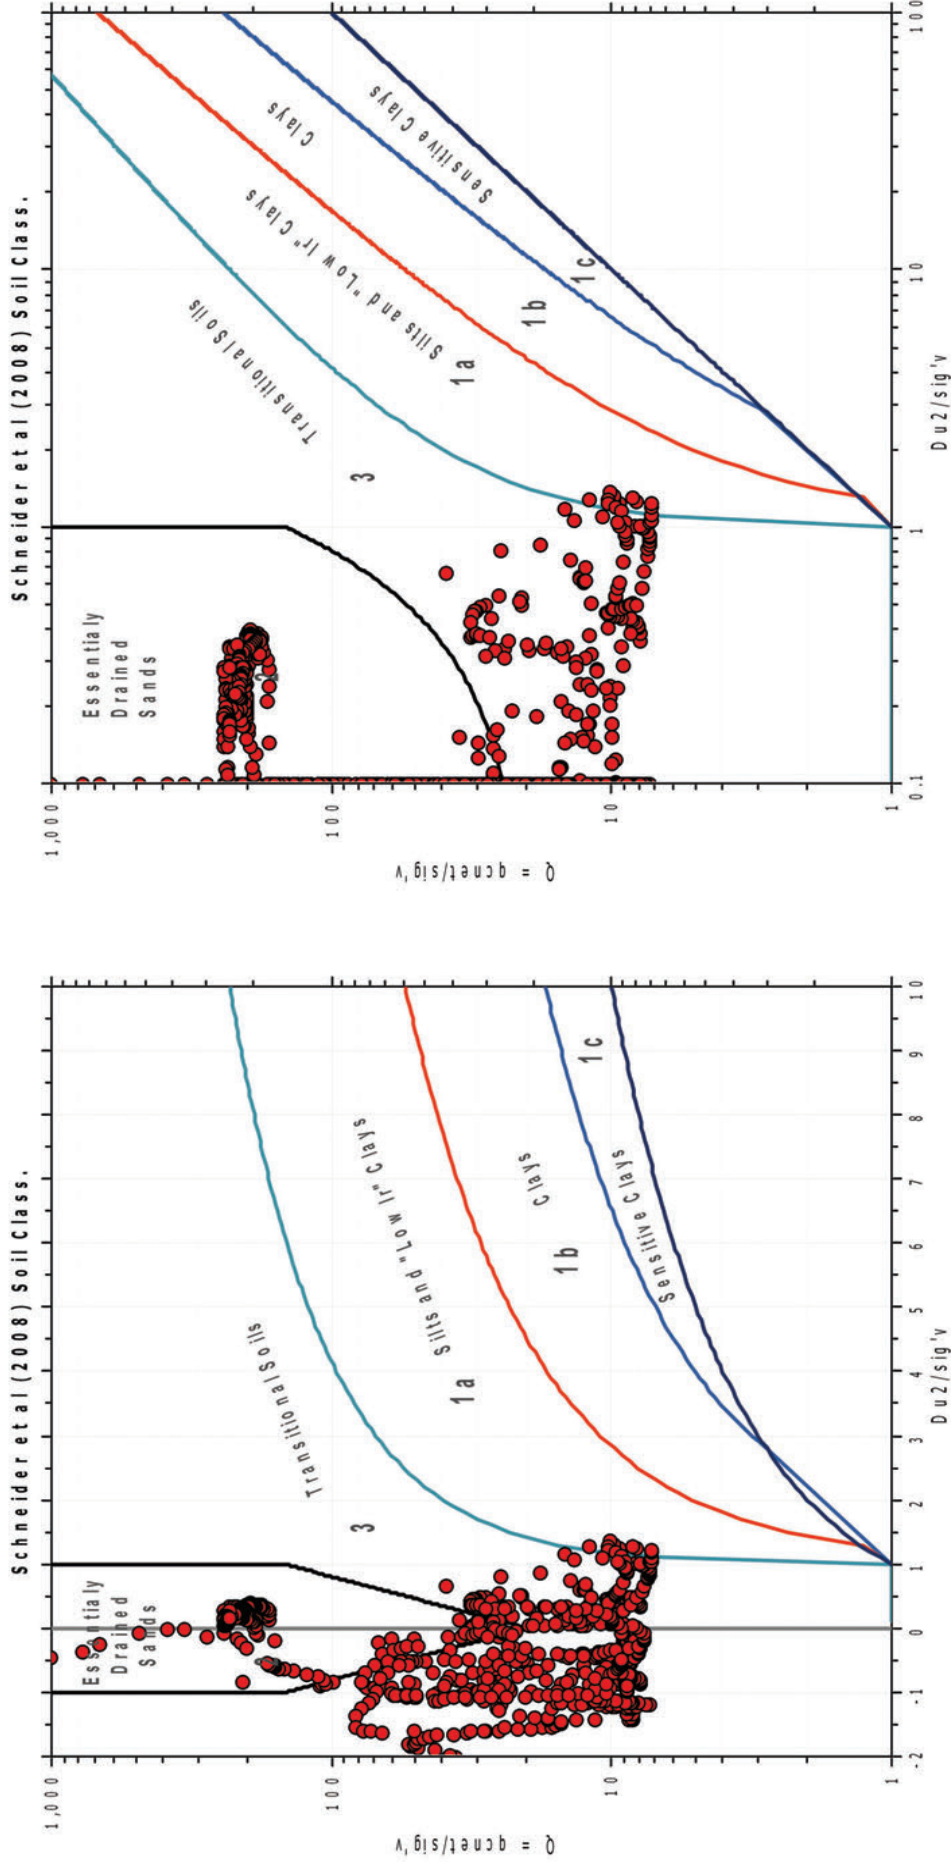 Schneider et al (2008) Soil Class.
1,000
100
10
1
Q = qcnet/sig'v
-2
-1
0
1
2
3
4
5
6
7
8
9
10
Du2/sig'v
Essentialy
Drained
Sands
Transitional Soils
3
1a
Silts and "Low Ir" Clays
1b
Clays
1c
Sensitive Clays
Schneider et al (2008) Soil Class.
1,000
100
10
1
Q = qcnet/sig'v
0.1
1
10
100
Du2/sig'v
Essentialy
Drained
Sands
Transitional Soils
3
1a
Silts and "Low Ir" Clays
1b
Clays
1c
Sensitive Clays